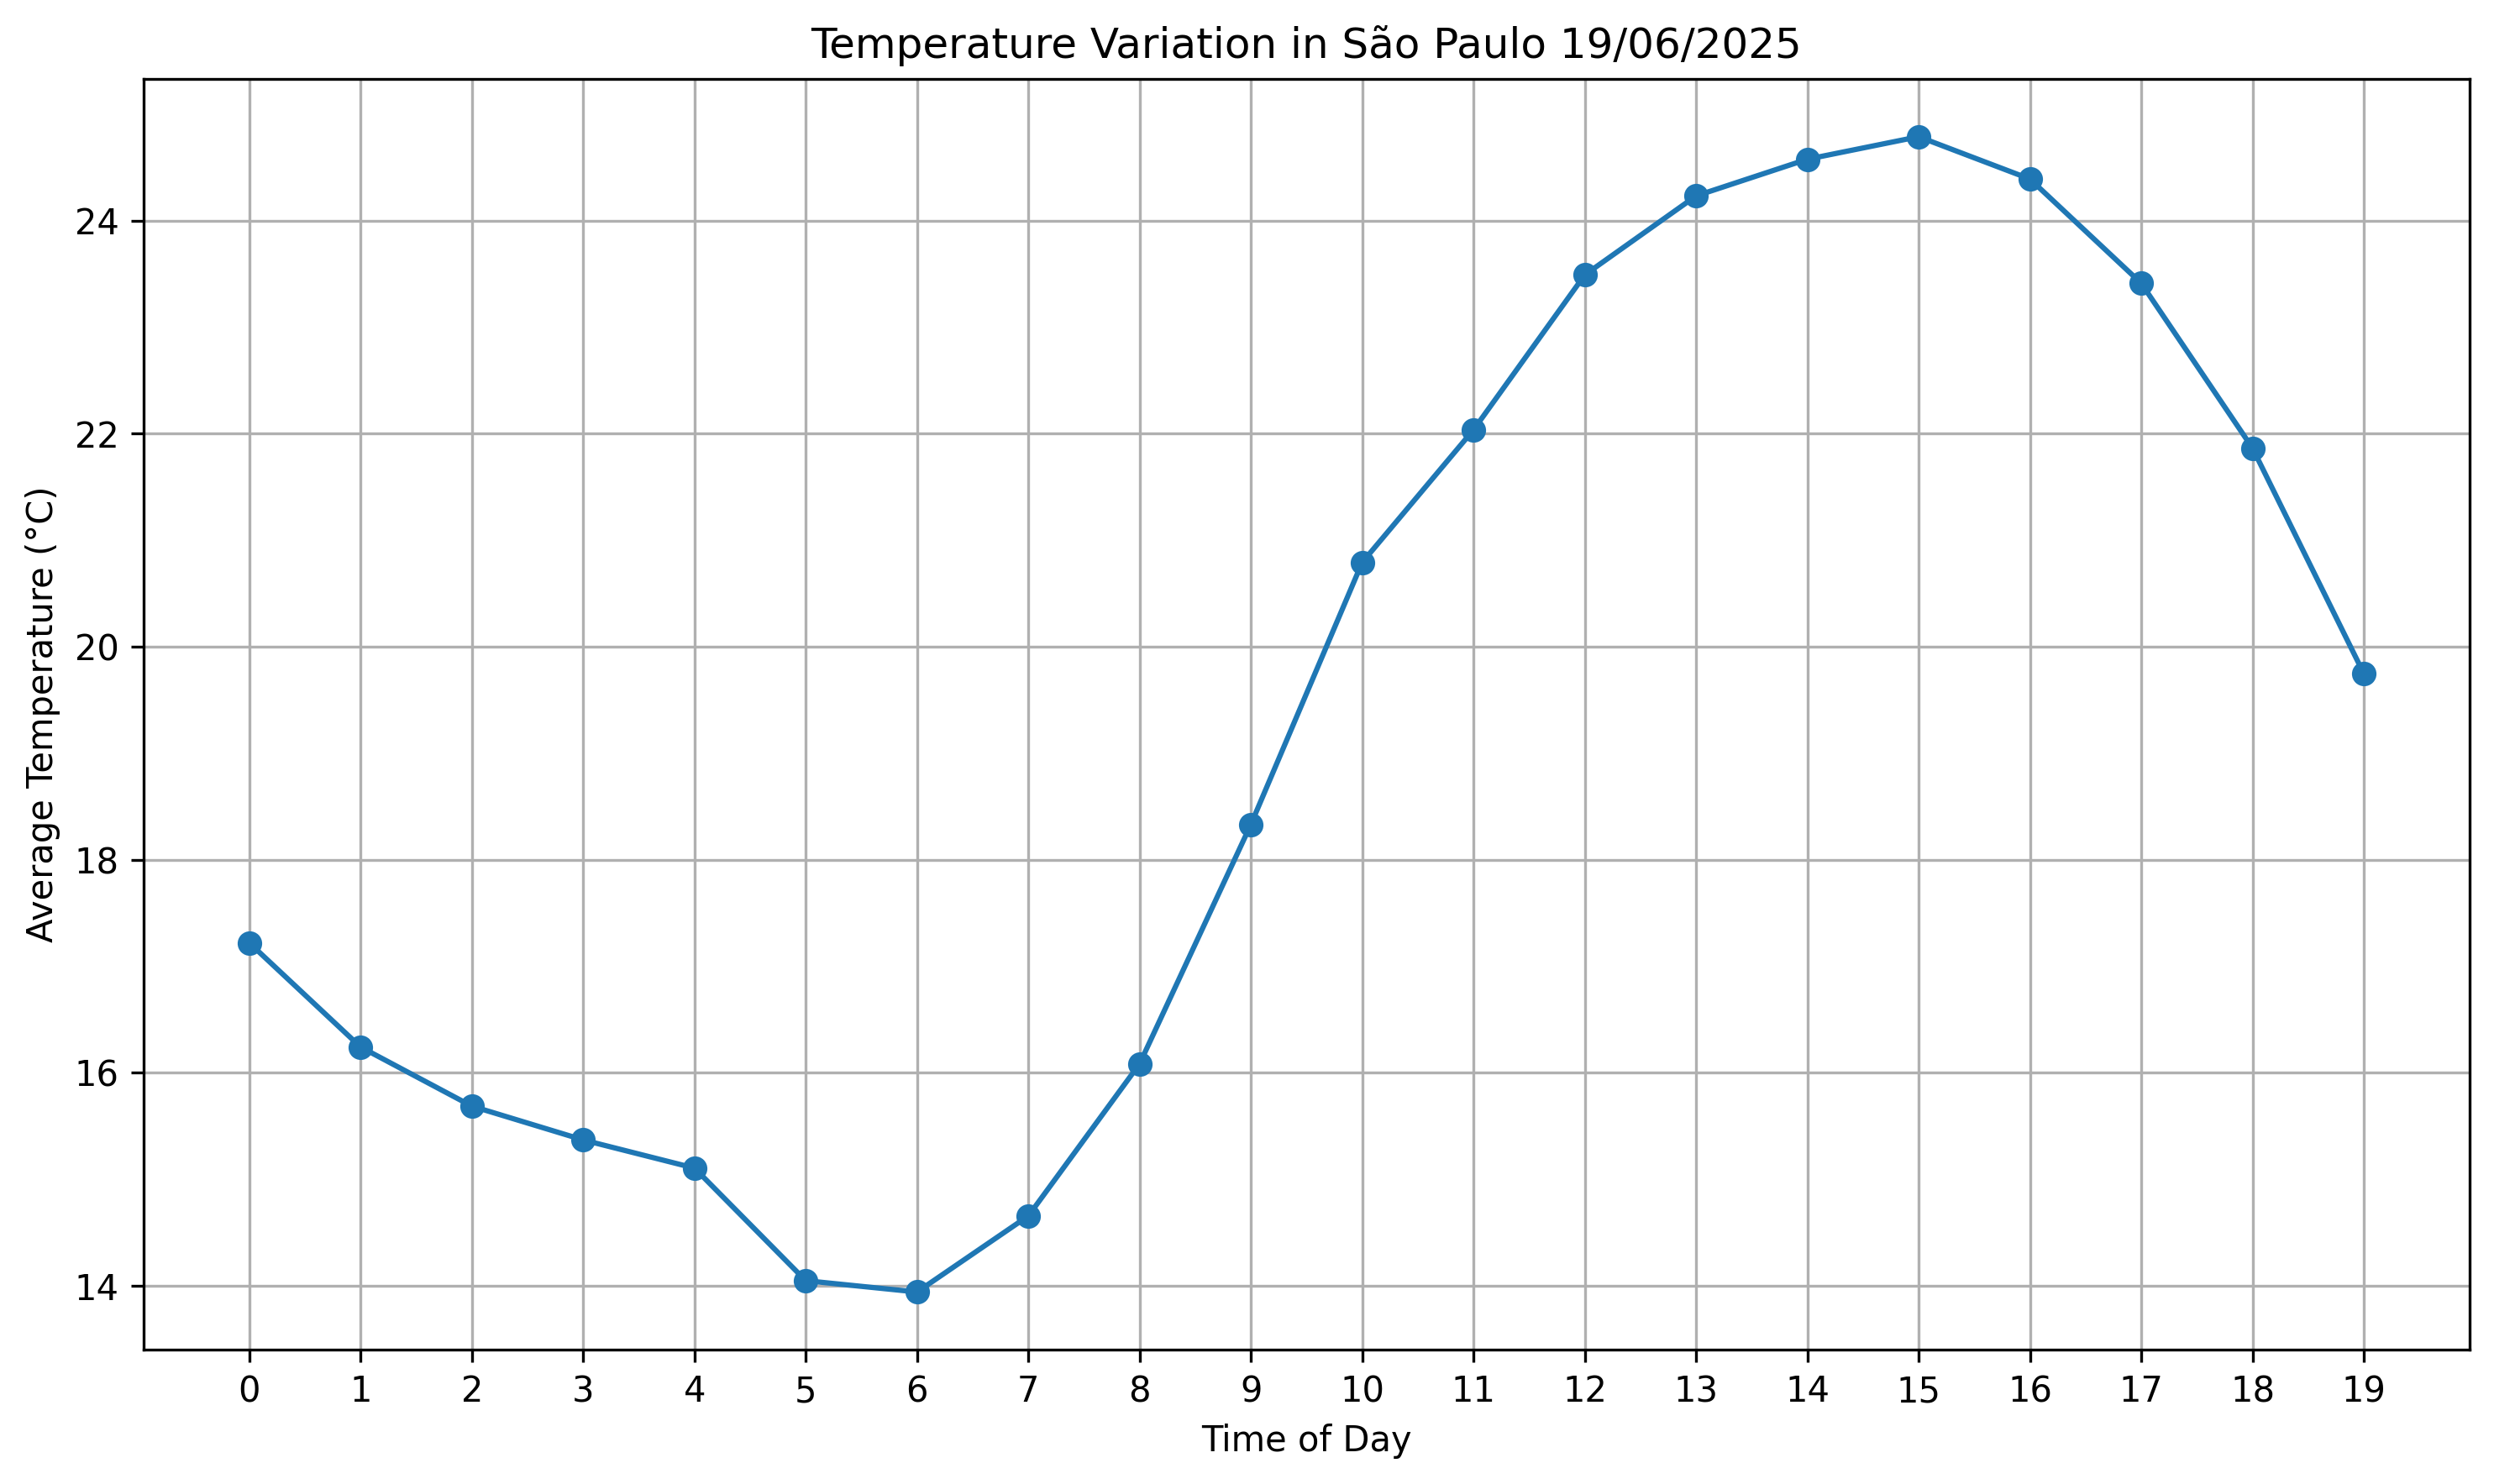 Temperature Variation in São Paulo 19/06/2025
Average Temperature (°C)
24
22
20
18
16
14
0 1 2 3 4 5 6 7 8 9 10 11 12 13 14 15 16 17 18 19
Time of Day